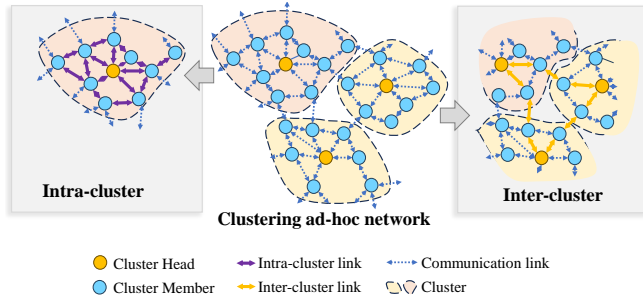 Intra-cluster
Clustering ad-hoc network
Inter-cluster
Cluster Head
Intra-cluster link
Communication link
Cluster Member
Inter-cluster link
Cluster